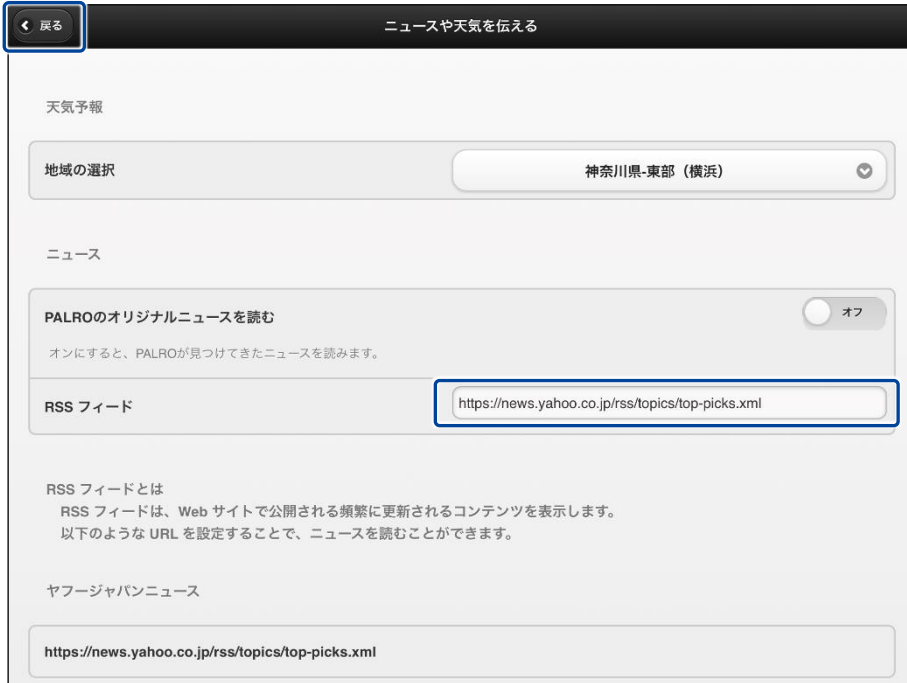 戻る
ニュースや天気を伝える
天気予報
地域の選択
神奈川県-東部（横浜）
ニュース
PALROのオリジナルニュースを読む
オフ
オンにすると、PALROが見つけてきたニュースを読みます。
RSS フィード
https://news.yahoo.co.jp/rss/topics/top-picks.xml
RSS フィードとは
RSS フィードは、Web サイトで公開される頻繁に更新されるコンテンツを表示します。
以下のような URL を設定することで、ニュースを読むことができます。
ヤフージャパンニュース
https://news.yahoo.co.jp/rss/topics/top-picks.xml